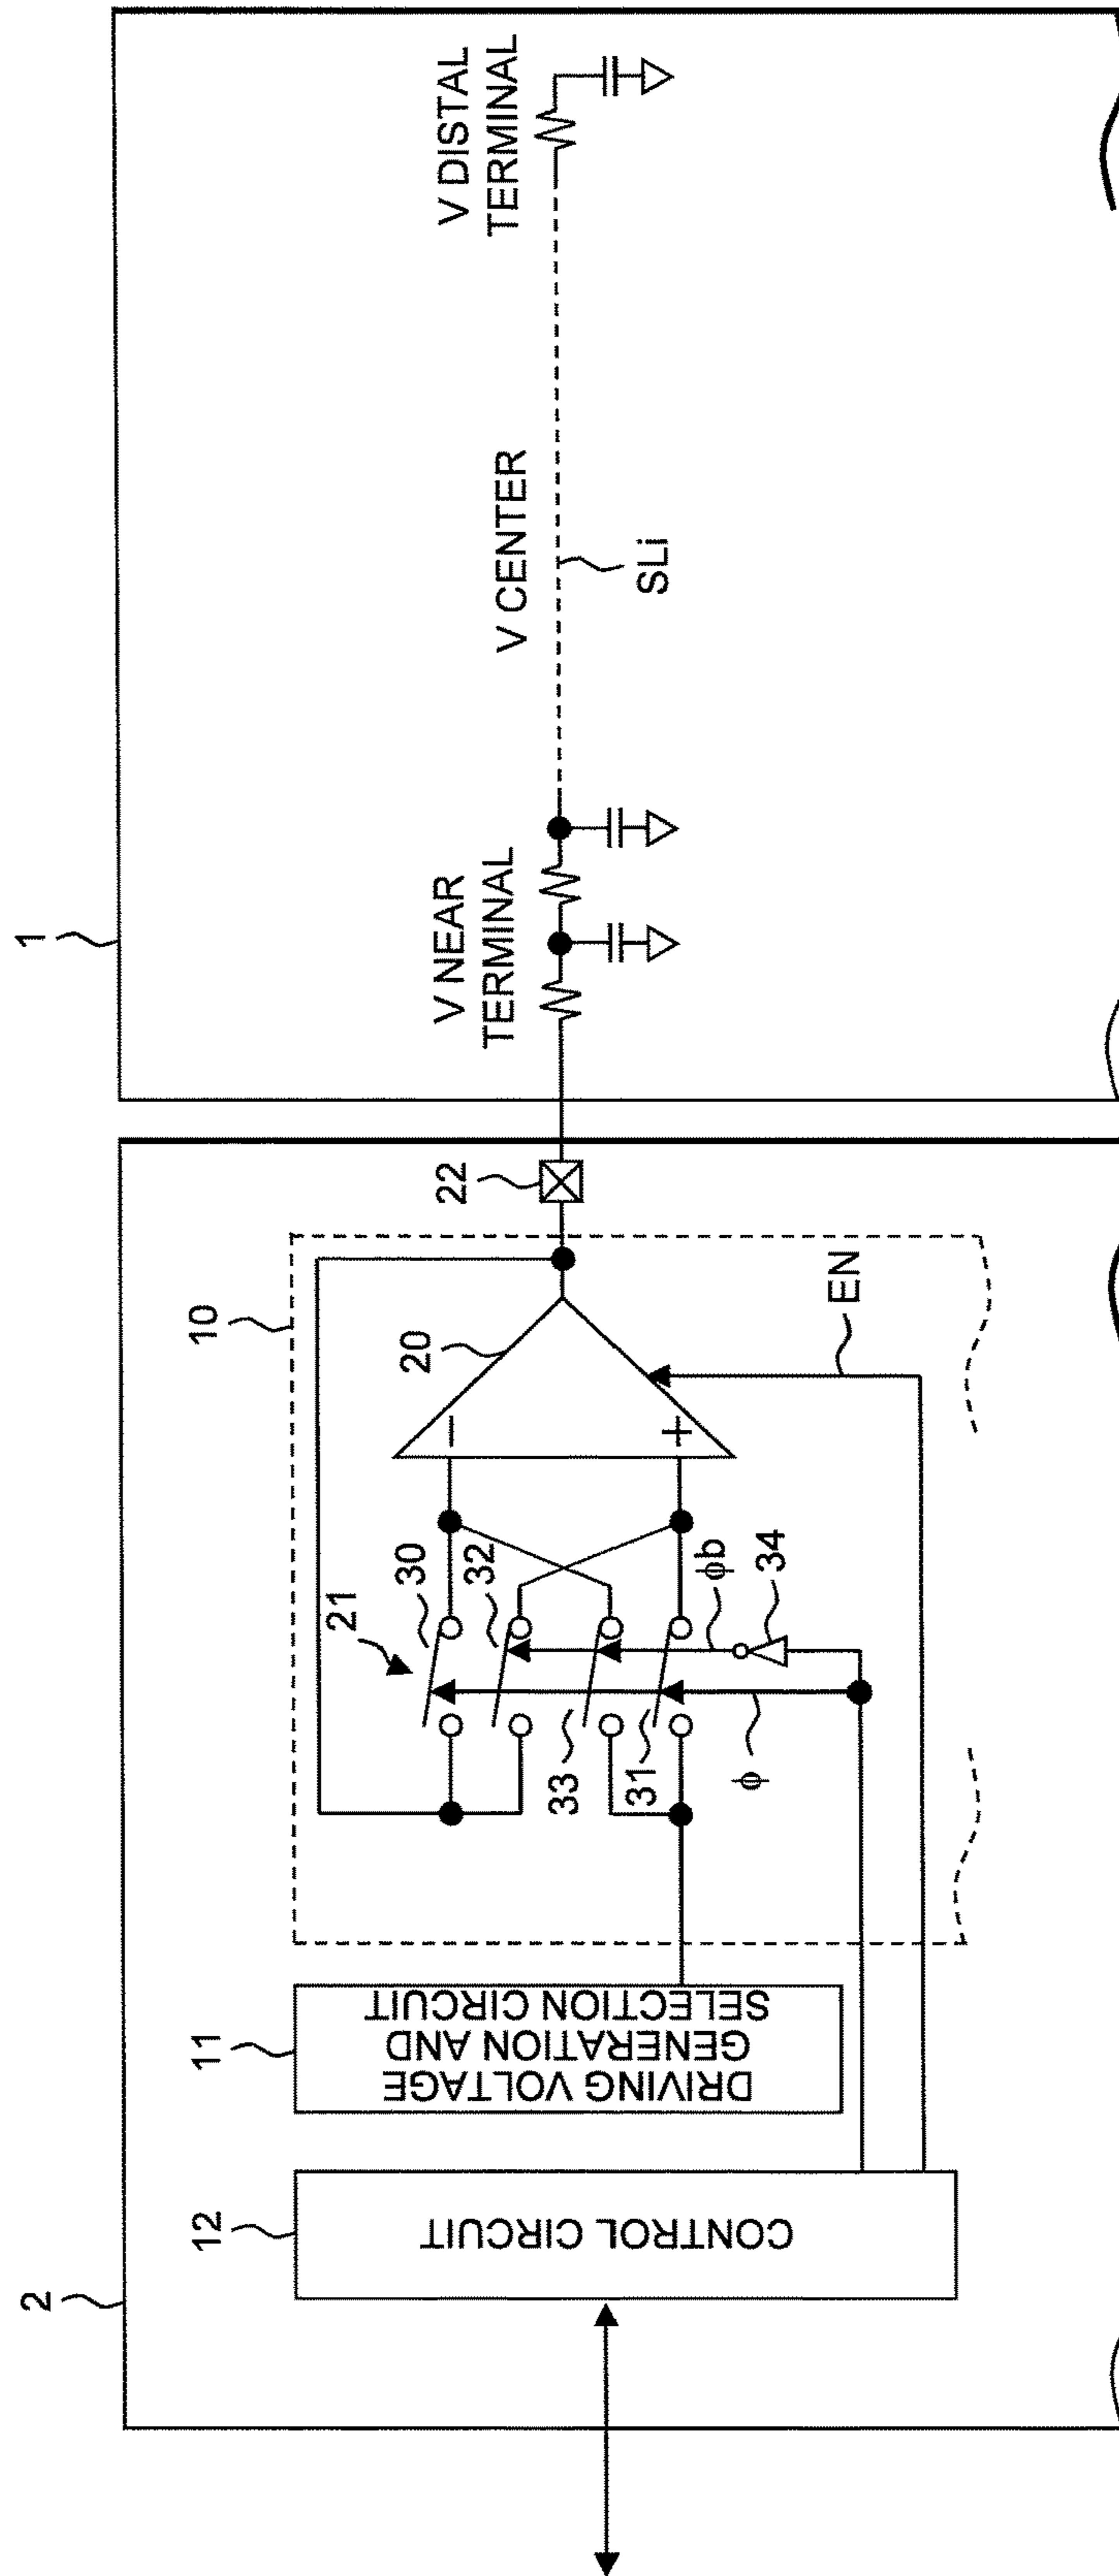 1
2
V NEAR
TERMINAL
V CENTER
V DISTAL
TERMINAL
SLi
22
10
20
−
+
EN
21
30
32
33
31
φb
34
φ
11
DRIVING VOLTAGE
GENERATION AND
SELECTION CIRCUIT
12
CONTROL CIRCUIT